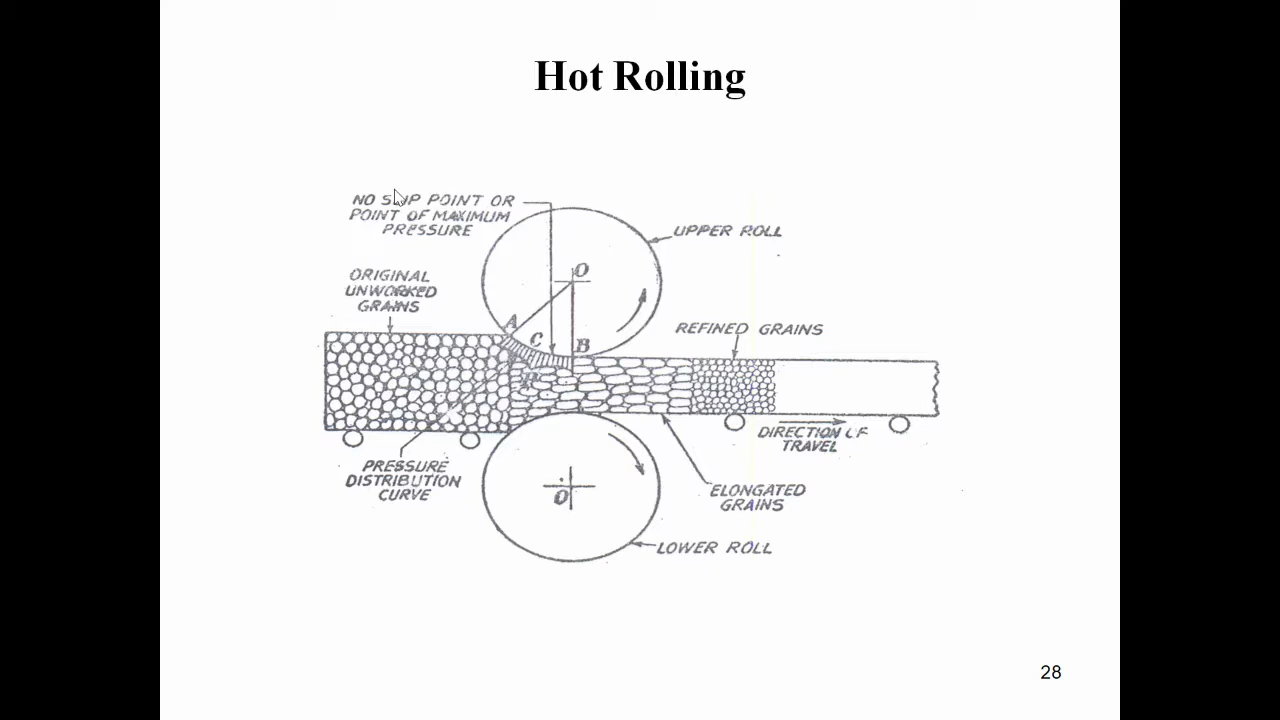 Hot Rolling
NO SLIP POINT OR
POINT OF MAXIMUM
PRESSURE
UPPER ROLL
ORIGINAL
UNWORKED
GRAINS
O
A
C
B
REFINED GRAINS
DIRECTION OF
TRAVEL
PRESSURE
DISTRIBUTION
CURVE
ELONGATED
GRAINS
O
LOWER ROLL
28